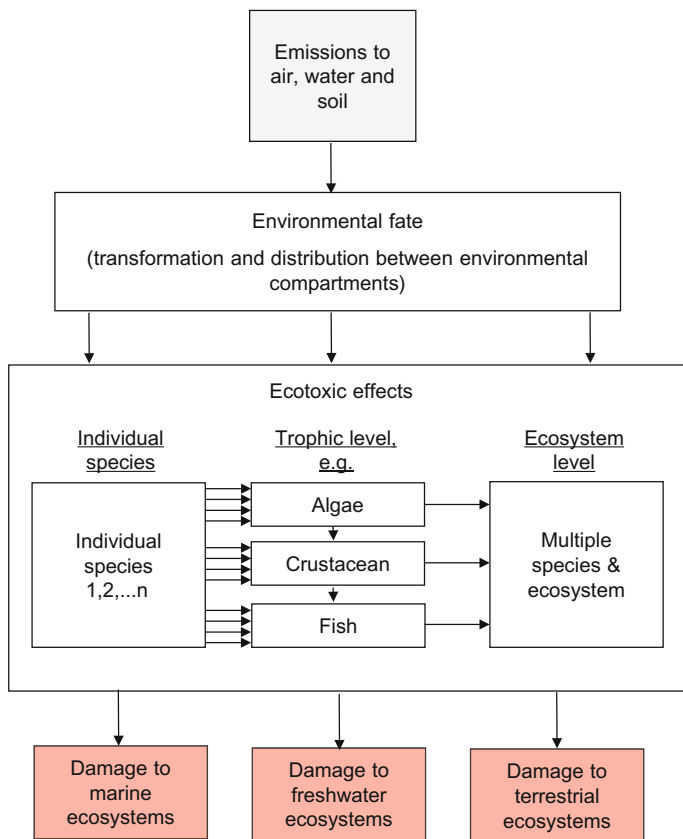 Emissions to
air, water and
soil
Environmental fate
(transformation and distribution between environmental
compartments)
Ecotoxic effects
Individual
species
Trophic level,
e.g.
Ecosystem
level
Individual
species
1,2,...n
Algae
Crustacean
Fish
Multiple
species &
ecosystem
Damage to
marine
ecosystems
Damage to
freshwater
ecosystems
Damage to
terrestrial
ecosystems